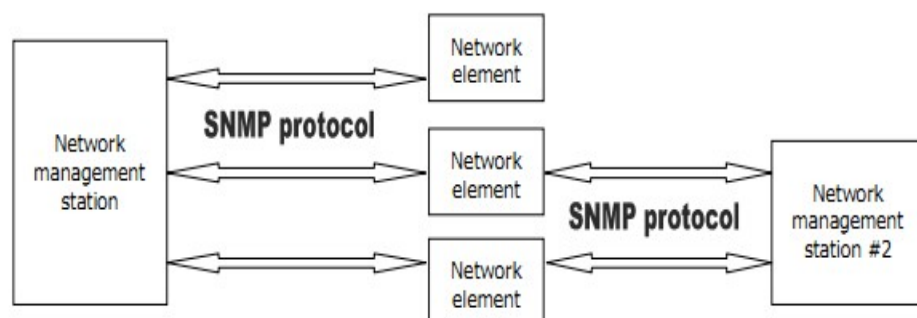 Network
element
SNMP protocol
Network
management
station
Network
element
SNMP protocol
Network
management
station #2
Network
element